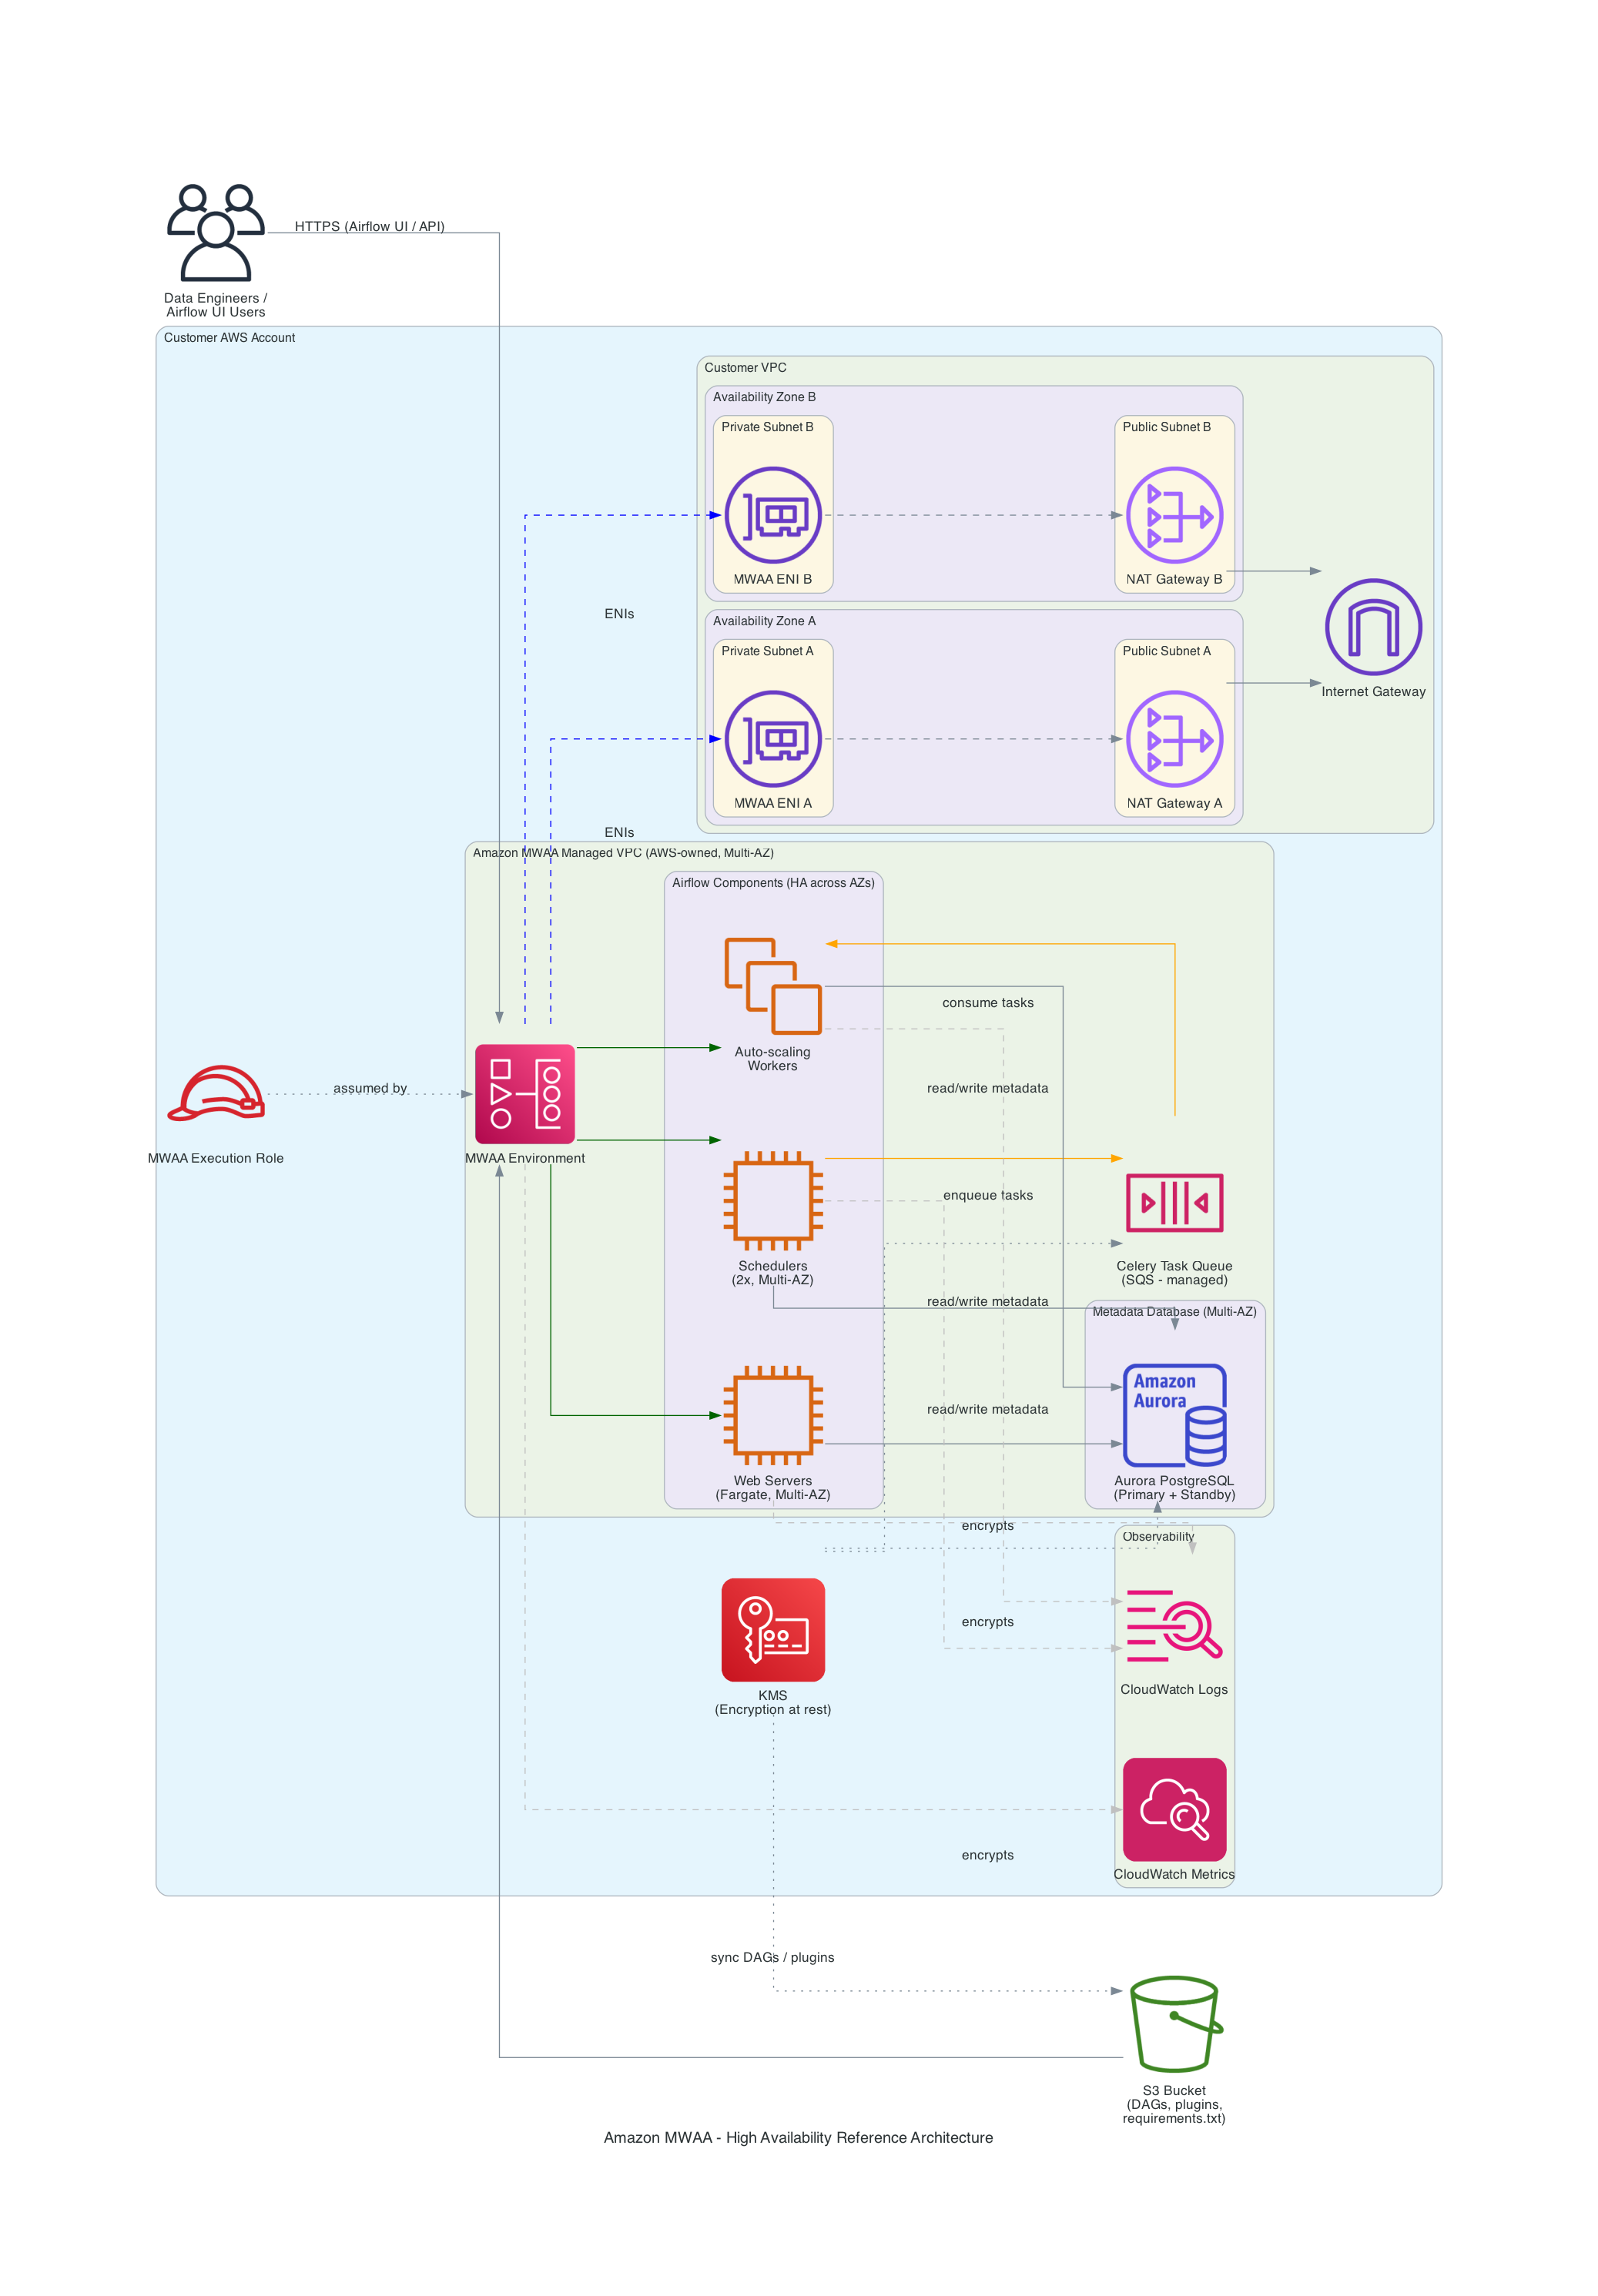 HTTPS (Airflow UI / API)
Data Engineers /
Airflow UI Users
Customer AWS Account
Customer VPC
Availability Zone B
Private Subnet B
Public Subnet B
MWAA ENI B
NAT Gateway B
ENIs
Availability Zone A
Private Subnet A
Public Subnet A
Internet Gateway
MWAA ENI A
NAT Gateway A
ENIs
Amazon MWAA Managed VPC (AWS-owned, Multi-AZ)
Airflow Components (HA across AZs)
consume tasks
Auto-scaling
Workers
assumed by
read/write metadata
MWAA Execution Role
MWAA Environment
enqueue tasks
Schedulers
(2x, Multi-AZ)
Celery Task Queue
(SQS - managed)
read/write metadata
Metadata Database (Multi-AZ)
Amazon
Aurora
read/write metadata
Web Servers
(Fargate, Multi-AZ)
Aurora PostgreSQL
(Primary + Standby)
encrypts
Observability
encrypts
KMS
(Encryption at rest)
CloudWatch Logs
encrypts
CloudWatch Metrics
sync DAGs / plugins
S3 Bucket
(DAGs, plugins,
requirements.txt)
Amazon MWAA - High Availability Reference Architecture